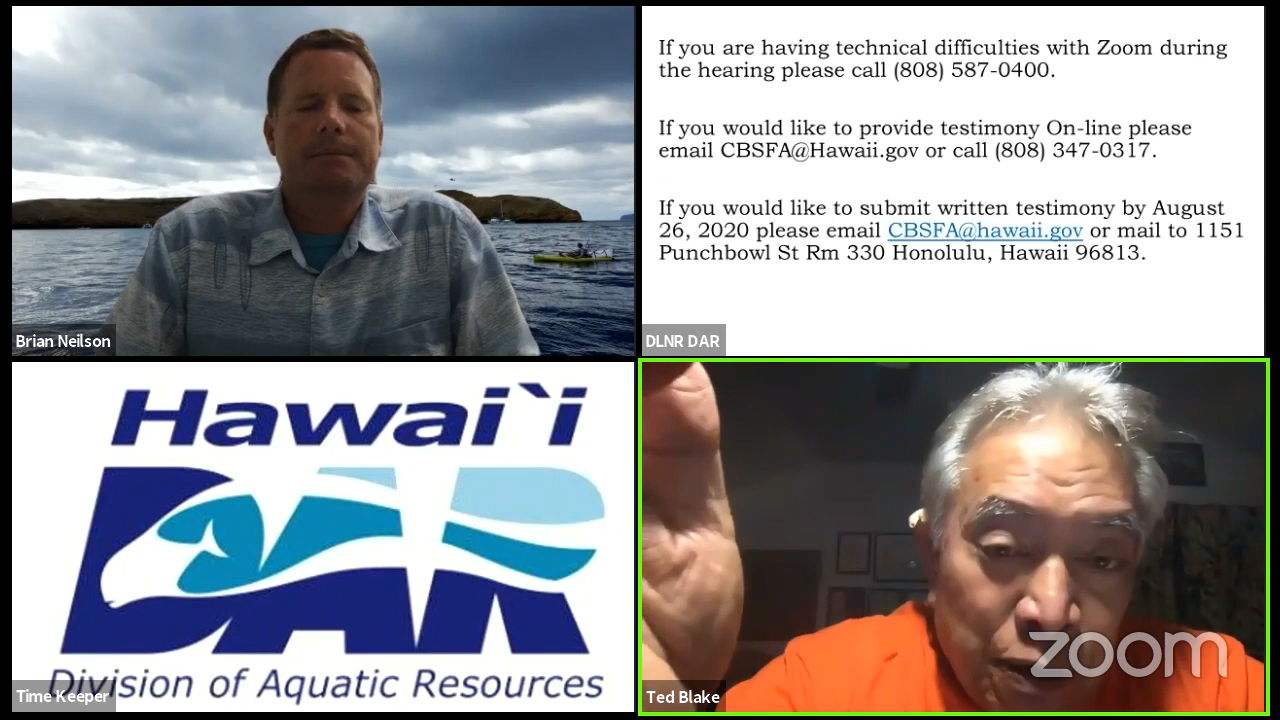 Brian Neilson
If you are having technical difficulties with Zoom during
the hearing please call (808) 587-0400.
If you would like to provide testimony On-line please
email CBSFA@Hawaii.gov or call (808) 347-0317.
If you would like to submit written testimony by August
26, 2020 please email CBSFA@hawaii.gov or mail to 1151
Punchbowl St Rm 330 Honolulu, Hawaii 96813.
DLNR DAR
Hawai`i
DAR
Division of Aquatic Resources
Time Keeper
zoom
Ted Blake